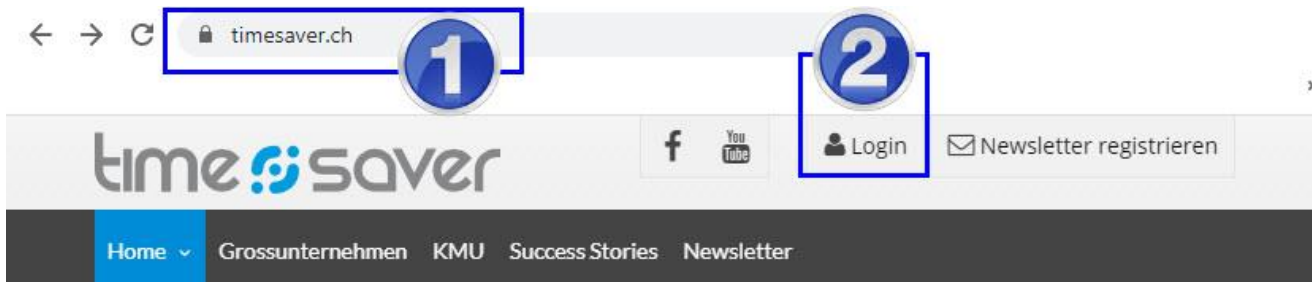 timesaver.ch
1
2
time saver
f You Tube Login Newsletter registrieren
Home Grossunternehmen KMU Success Stories Newsletter